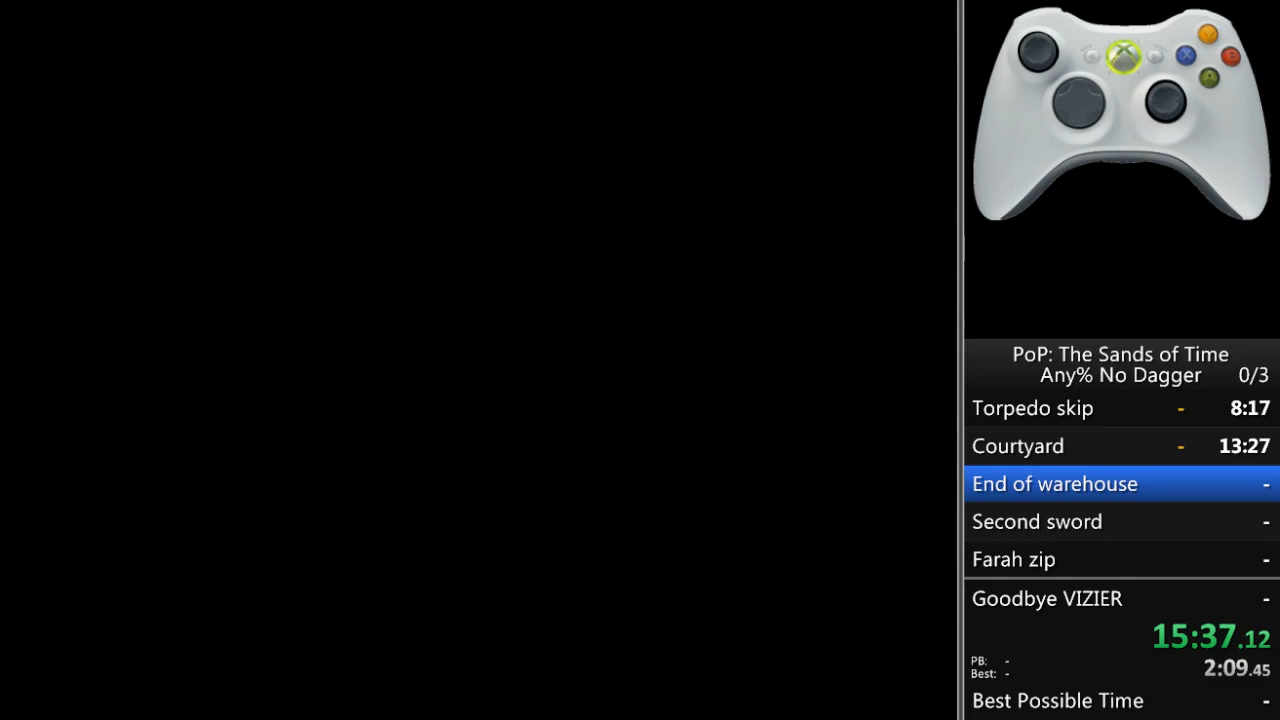 PoP: The Sands of Time
Any% No Dagger 0/3
Torpedo skip - 8:17
Courtyard - 13:27
End of warehouse -
Second sword -
Farah zip -
Goodbye VIZIER -
15:37.12
PB: -
Best: - 2:09.45
Best Possible Time -